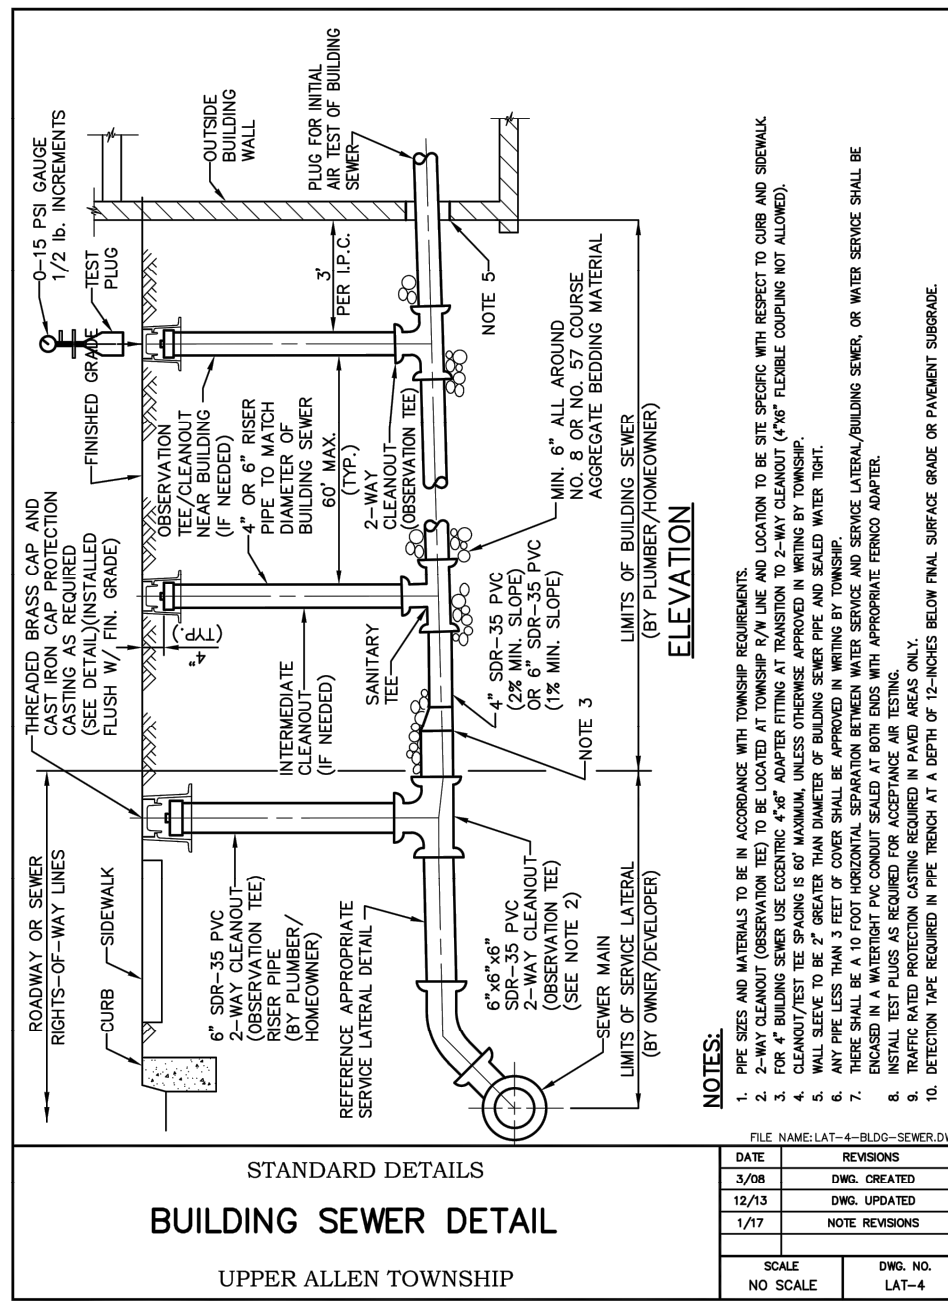 ROADWAY OR SEWER
RIGHTS-OF-WAY LINES
CURB
SIDEWALK
THREADED BRASS CAP AND
CAST IRON CAP PROTECTION
CASTING AS REQUIRED
(SEE DETAIL)(INSTALLED
FLUSH W/ FIN. GRADE)
FINISHED GRADE
0-15 PSI GAUGE
1/2 lb. INCREMENTS
TEST
PLUG
OUTSIDE
BUILDING
WALL
PLUG FOR INITIAL
AIR TEST OF BUILDING
SEWER
4"
(TYP.)
OBSERVATION
TEE/CLEANOUT
NEAR BUILDING
(IF NEEDED)
4" OR 6" RISER
PIPE TO MATCH
DIAMETER OF
BUILDING SEWER
60' MAX.
(TYP.)
3'
PER I.P.C.
2-WAY
CLEANOUT
(OBSERVATION TEE)
6" SDR-35 PVC
2-WAY CLEANOUT
(OBSERVATION TEE)
RISER PIPE
(BY PLUMBER/
HOMEOWNER)
INTERMEDIATE
CLEANOUT
(IF NEEDED)
SANITARY
TEE
REFERENCE APPROPRIATE
SERVICE LATERAL DETAIL
6"x6"x6"
SDR-35 PVC
2-WAY CLEANOUT
(OBSERVATION TEE)
(SEE NOTE 2)
SEWER MAIN
4" SDR-35 PVC
(2% MIN. SLOPE)
OR 6" SDR-35 PVC
(1% MIN. SLOPE)
NOTE 3
MIN. 6" ALL AROUND
NO. 8 OR NO. 57 COURSE
AGGREGATE BEDDING MATERIAL
NOTE 5
LIMITS OF SERVICE LATERAL
(BY OWNER/DEVELOPER)
LIMITS OF BUILDING SEWER
(BY PLUMBER/HOMEOWNER)
ELEVATION
NOTES:
1. PIPE SIZES AND MATERIALS TO BE IN ACCORDANCE WITH TOWNSHIP REQUIREMENTS.
2. 2-WAY CLEANOUT (OBSERVATION TEE) TO BE LOCATED AT TOWNSHIP R/W LINE AND LOCATION TO BE SITE SPECIFIC WITH RESPECT TO CURB AND SIDEWALK.
3. FOR 4" BUILDING SEWER USE ECCENTRIC 4"x6" ADAPTER FITTING AT TRANSITION TO 2-WAY CLEANOUT (4"x6" FLEXIBLE COUPLING NOT ALLOWED).
4. CLEANOUT/TEST TEE SPACING IS 60' MAXIMUM, UNLESS OTHERWISE APPROVED IN WRITING BY TOWNSHIP.
5. WALL SLEEVE TO BE 2" GREATER THAN DIAMETER OF BUILDING SEWER PIPE AND SEALED WATER TIGHT.
6. ANY PIPE LESS THAN 3 FEET OF COVER SHALL BE APPROVED IN WRITING BY TOWNSHIP.
7. THERE SHALL BE A 10 FOOT HORIZONTAL SEPARATION BETWEEN WATER SERVICE AND SERVICE LATERAL/BUILDING SEWER, OR WATER SERVICE SHALL BE
ENCASED IN A WATERTIGHT PVC CONDUIT SEALED AT BOTH ENDS WITH APPROPRIATE FERNCO ADAPTER.
8. INSTALL TEST PLUGS AS REQUIRED FOR ACCEPTANCE AIR TESTING.
9. TRAFFIC RATED PROTECTION CASTING REQUIRED IN PAVED AREAS ONLY.
10. DETECTION TAPE REQUIRED IN PIPE TRENCH AT A DEPTH OF 12-INCHES BELOW FINAL SURFACE GRADE OR PAVEMENT SUBGRADE.
FILE NAME: LAT-4-BLDG-SEWER.D
STANDARD DETAILS
BUILDING SEWER DETAIL
UPPER ALLEN TOWNSHIP
DATE REVISIONS
3/08 DWG. CREATED
12/13 DWG. UPDATED
1/17 NOTE REVISIONS
SCALE DWG. NO.
NO SCALE LAT-4